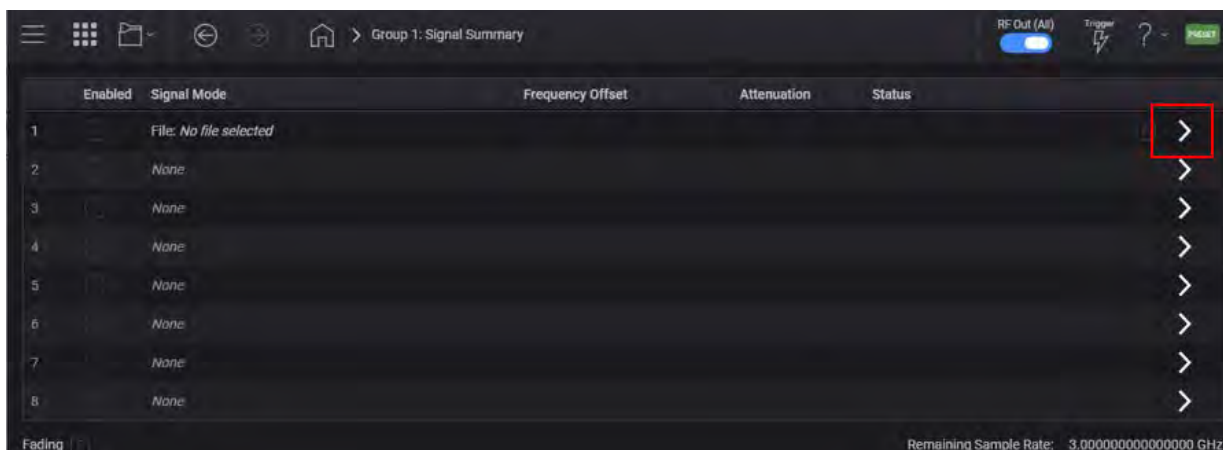 Group 1: Signal Summary
RF Out (All)
Trigger
PRESET
Enabled Signal Mode Frequency Offset Attenuation Status
1 File: No file selected
2 None
3 None
4 None
5 None
6 None
7 None
8 None
Fading Remaining Sample Rate: 3.000000000000000 GHz